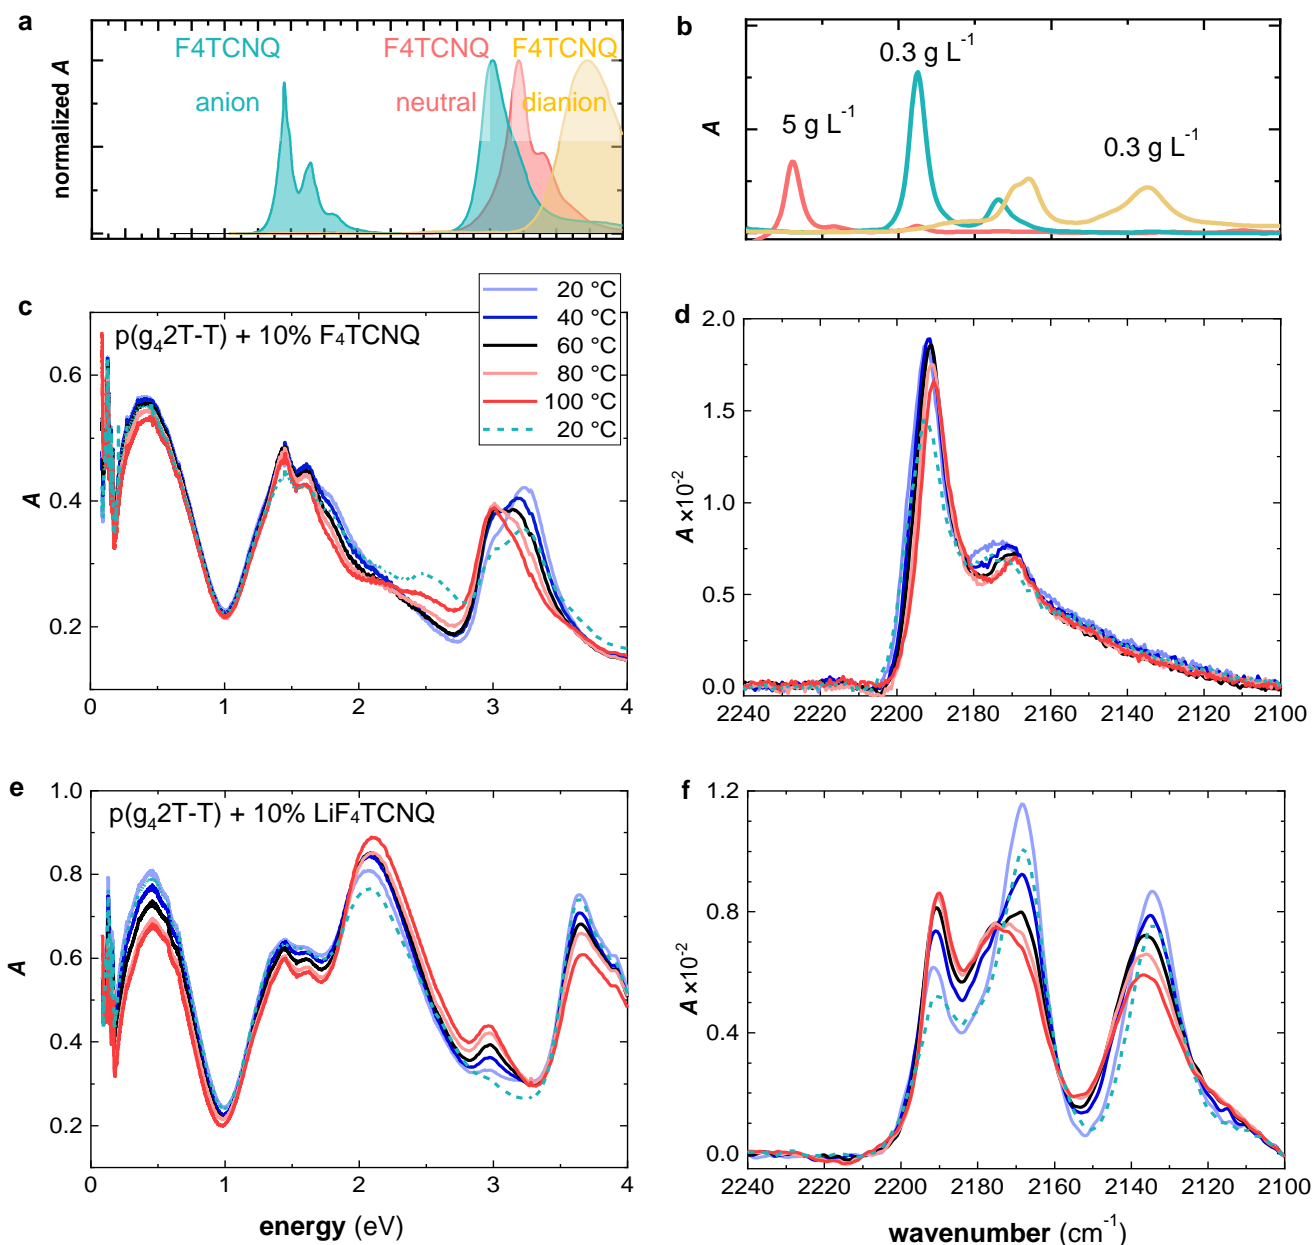 a
F4TCNQ F4TCNQ F4TCNQ
anion neutral dianion
normalized A
b
0.3 g L⁻¹
5 g L⁻¹
0.3 g L⁻¹
A
c
p(g₄2T-T) + 10% F₄TCNQ
20 °C
40 °C
60 °C
80 °C
100 °C
20 °C
0.6
0.4
0.2
A
0 1 2 3 4
d
2.0
1.5
1.0
0.5
0.0
A ×10⁻²
2240 2220 2200 2180 2160 2140 2120 2100
e
p(g₄2T-T) + 10% LiF₄TCNQ
1.0
0.8
0.6
0.4
0.2
A
0 1 2 3 4
energy (eV)
f
1.2
0.8
0.4
0.0
A ×10⁻²
2240 2220 2200 2180 2160 2140 2120 2100
wavenumber (cm⁻¹)